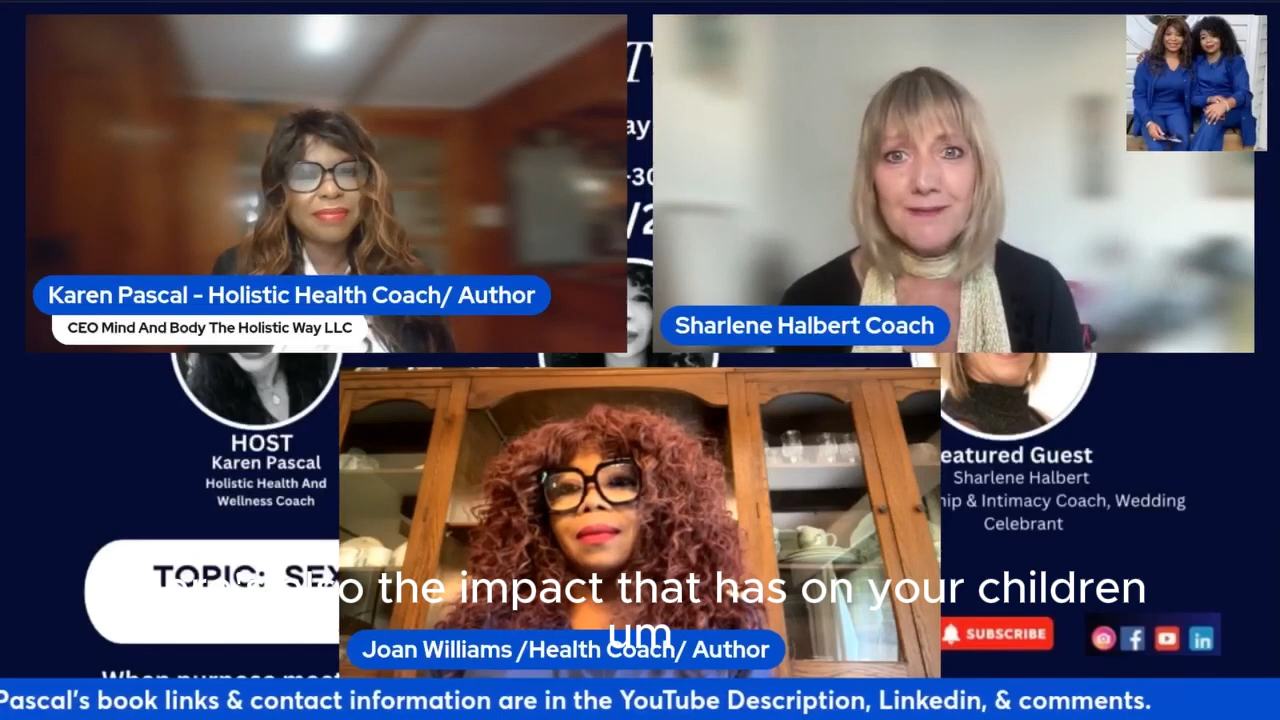 Karen Pascal - Holistic Health Coach/ Author
CEO Mind And Body The Holistic Way LLC
Sharlene Halbert Coach
HOST
Karen Pascal
Holistic Health And
Wellness Coach
eatured Guest
Sharlene Halbert
hip & Intimacy Coach, Wedding
Celebrant
TOPIC: SEX
the impact that has on your children
um
SUBSCRIBE
Joan Williams /Health Coach/ Author
Pascal's book links & contact information are in the YouTube Description, Linkedin, & comments.